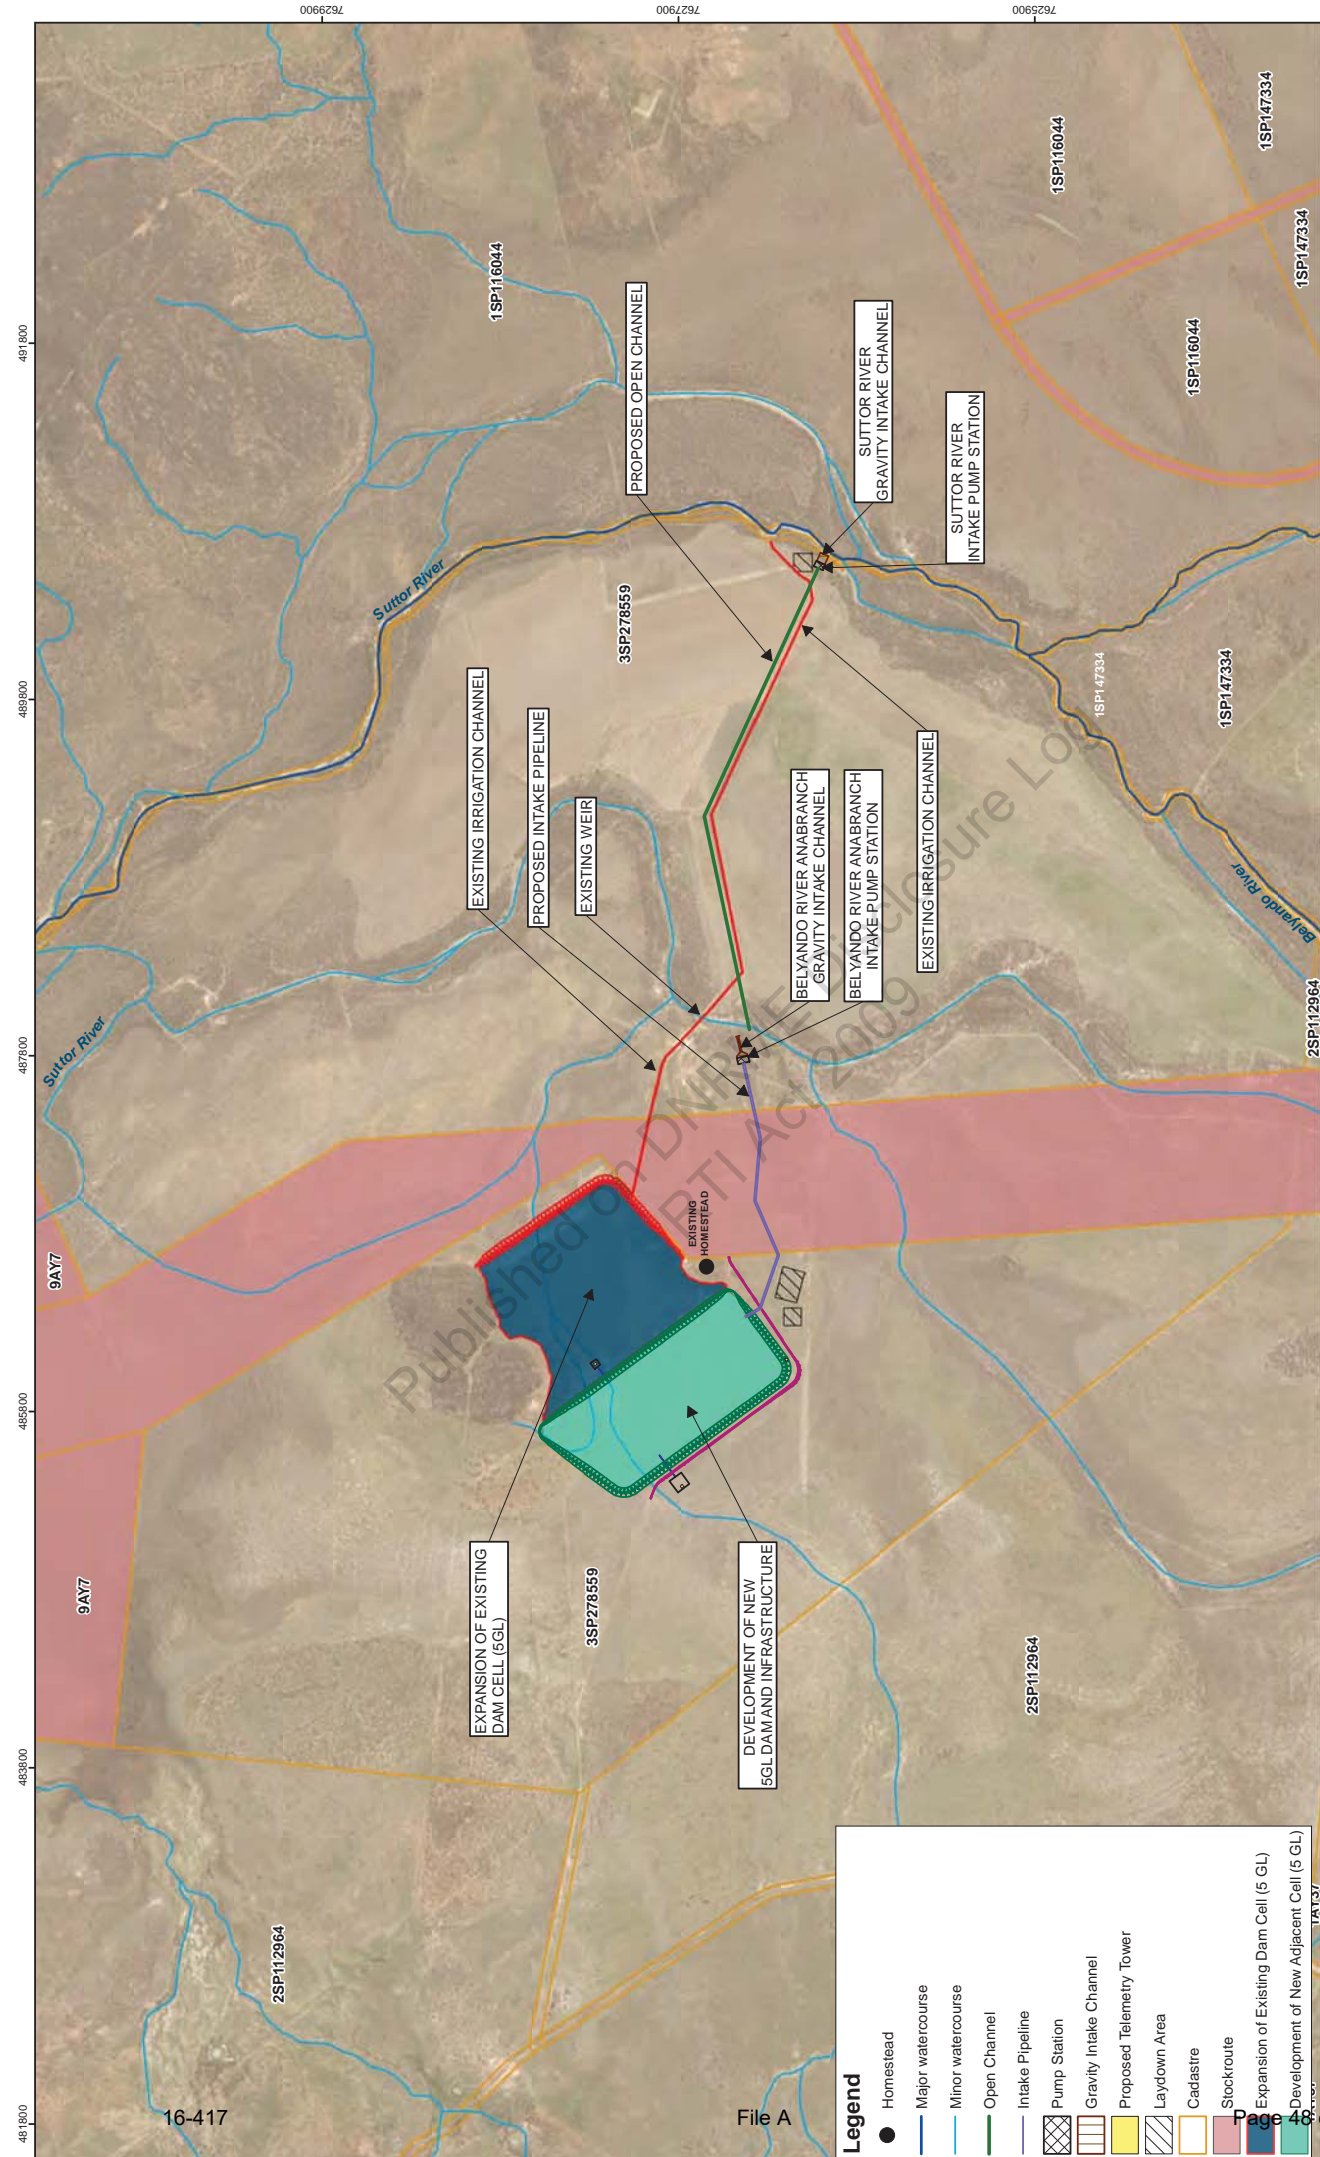 7629900
7627900
7625900
491800
489800
487800
485800
483800
481800
1SP116044
1SP116044
1SP147334
1SP147334
1SP116044
PROPOSED OPEN CHANNEL
SUTTOR RIVER
GRAVITY INTAKE CHANNEL
SUTTOR RIVER
INTAKE PUMP STATION
Suttor River
3SP278559
1SP147334
1SP147334
EXISTING IRRIGATION CHANNEL
PROPOSED INTAKE PIPELINE
EXISTING WEIR
BELYANDO RIVER ANABRANCH
GRAVITY INTAKE CHANNEL
BELYANDO RIVER ANABRANCH
INTAKE PUMP STATION
EXISTING IRRIGATION CHANNEL
Belyando River
2SP112964
Suttor River
9AY7
EXISTING
HOMESTEAD
9AY7
EXPANSION OF EXISTING
DAM CELL (5GL)
3SP278559
DEVELOPMENT OF NEW
5GL DAM AND INFRASTRUCTURE
2SP112964
2SP112964
Legend
Homestead
Major watercourse
Minor watercourse
Open Channel
Intake Pipeline
Pump Station
Gravity Intake Channel
Proposed Telemetry Tower
Laydown Area
Cadastre
Stockroute
Expansion of Existing Dam Cell (5 GL)
Development of New Adjacent Cell (5 GL)
Published on DNRME Disclosure Log
RTI Act 2009
16-417
File A
Page 48